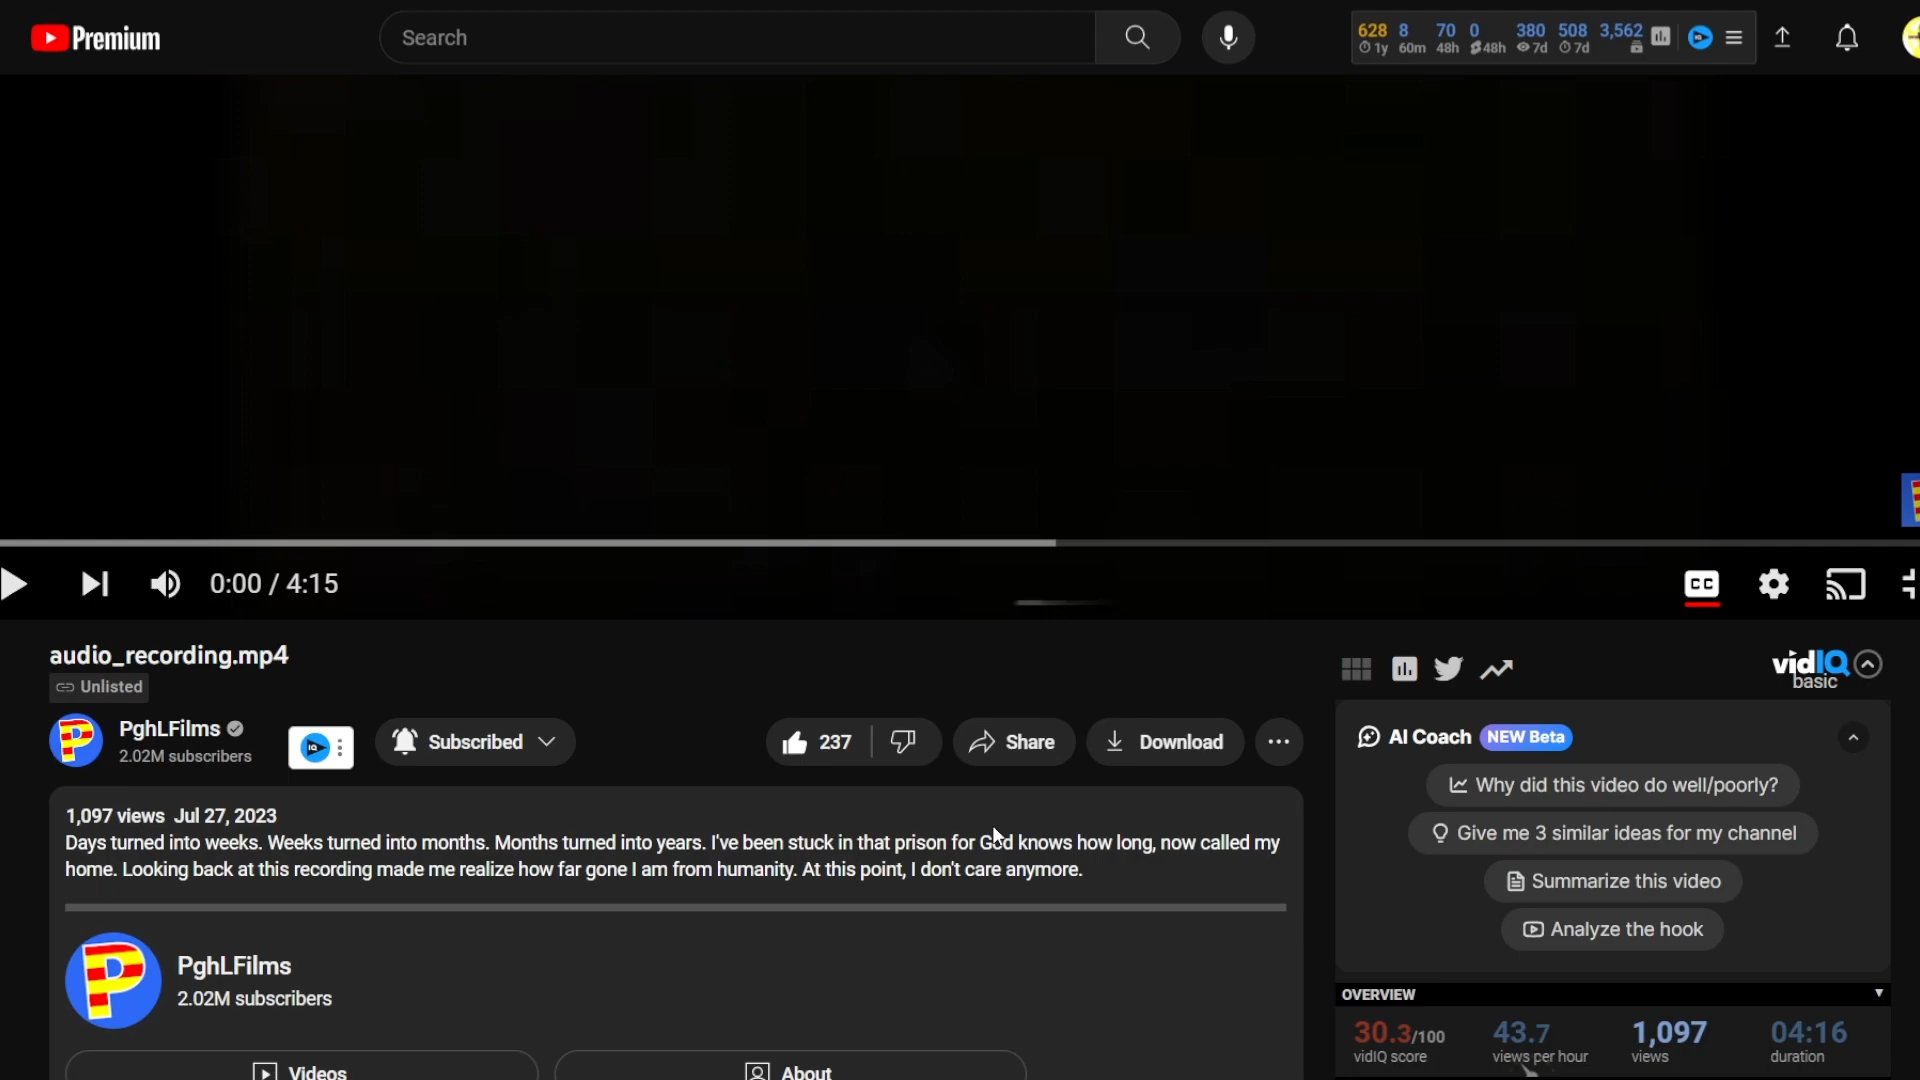 Premium
Search
628 8 70 0 380 508 3,562
1y 60m 48h 48h 7d 7d
0:00 / 4:15
CC
audio_recording.mp4
Unlisted
vidIQ
basic
PghLFilms
2.02M subscribers
IQ
Subscribed
237
Share
Download
AI Coach NEW Beta
Why did this video do well/poorly?
1,097 views Jul 27, 2023
Days turned into weeks. Weeks turned into months. Months turned into years. I've been stuck in that prison for God knows how long, now called my
home. Looking back at this recording made me realize how far gone I am from humanity. At this point, I don't care anymore.
Give me 3 similar ideas for my channel
Summarize this video
Analyze the hook
P
PghLFilms
2.02M subscribers
OVERVIEW
30.3/100 43.7 1,097 04:16
vidIQ score views per hour views duration
Videos About